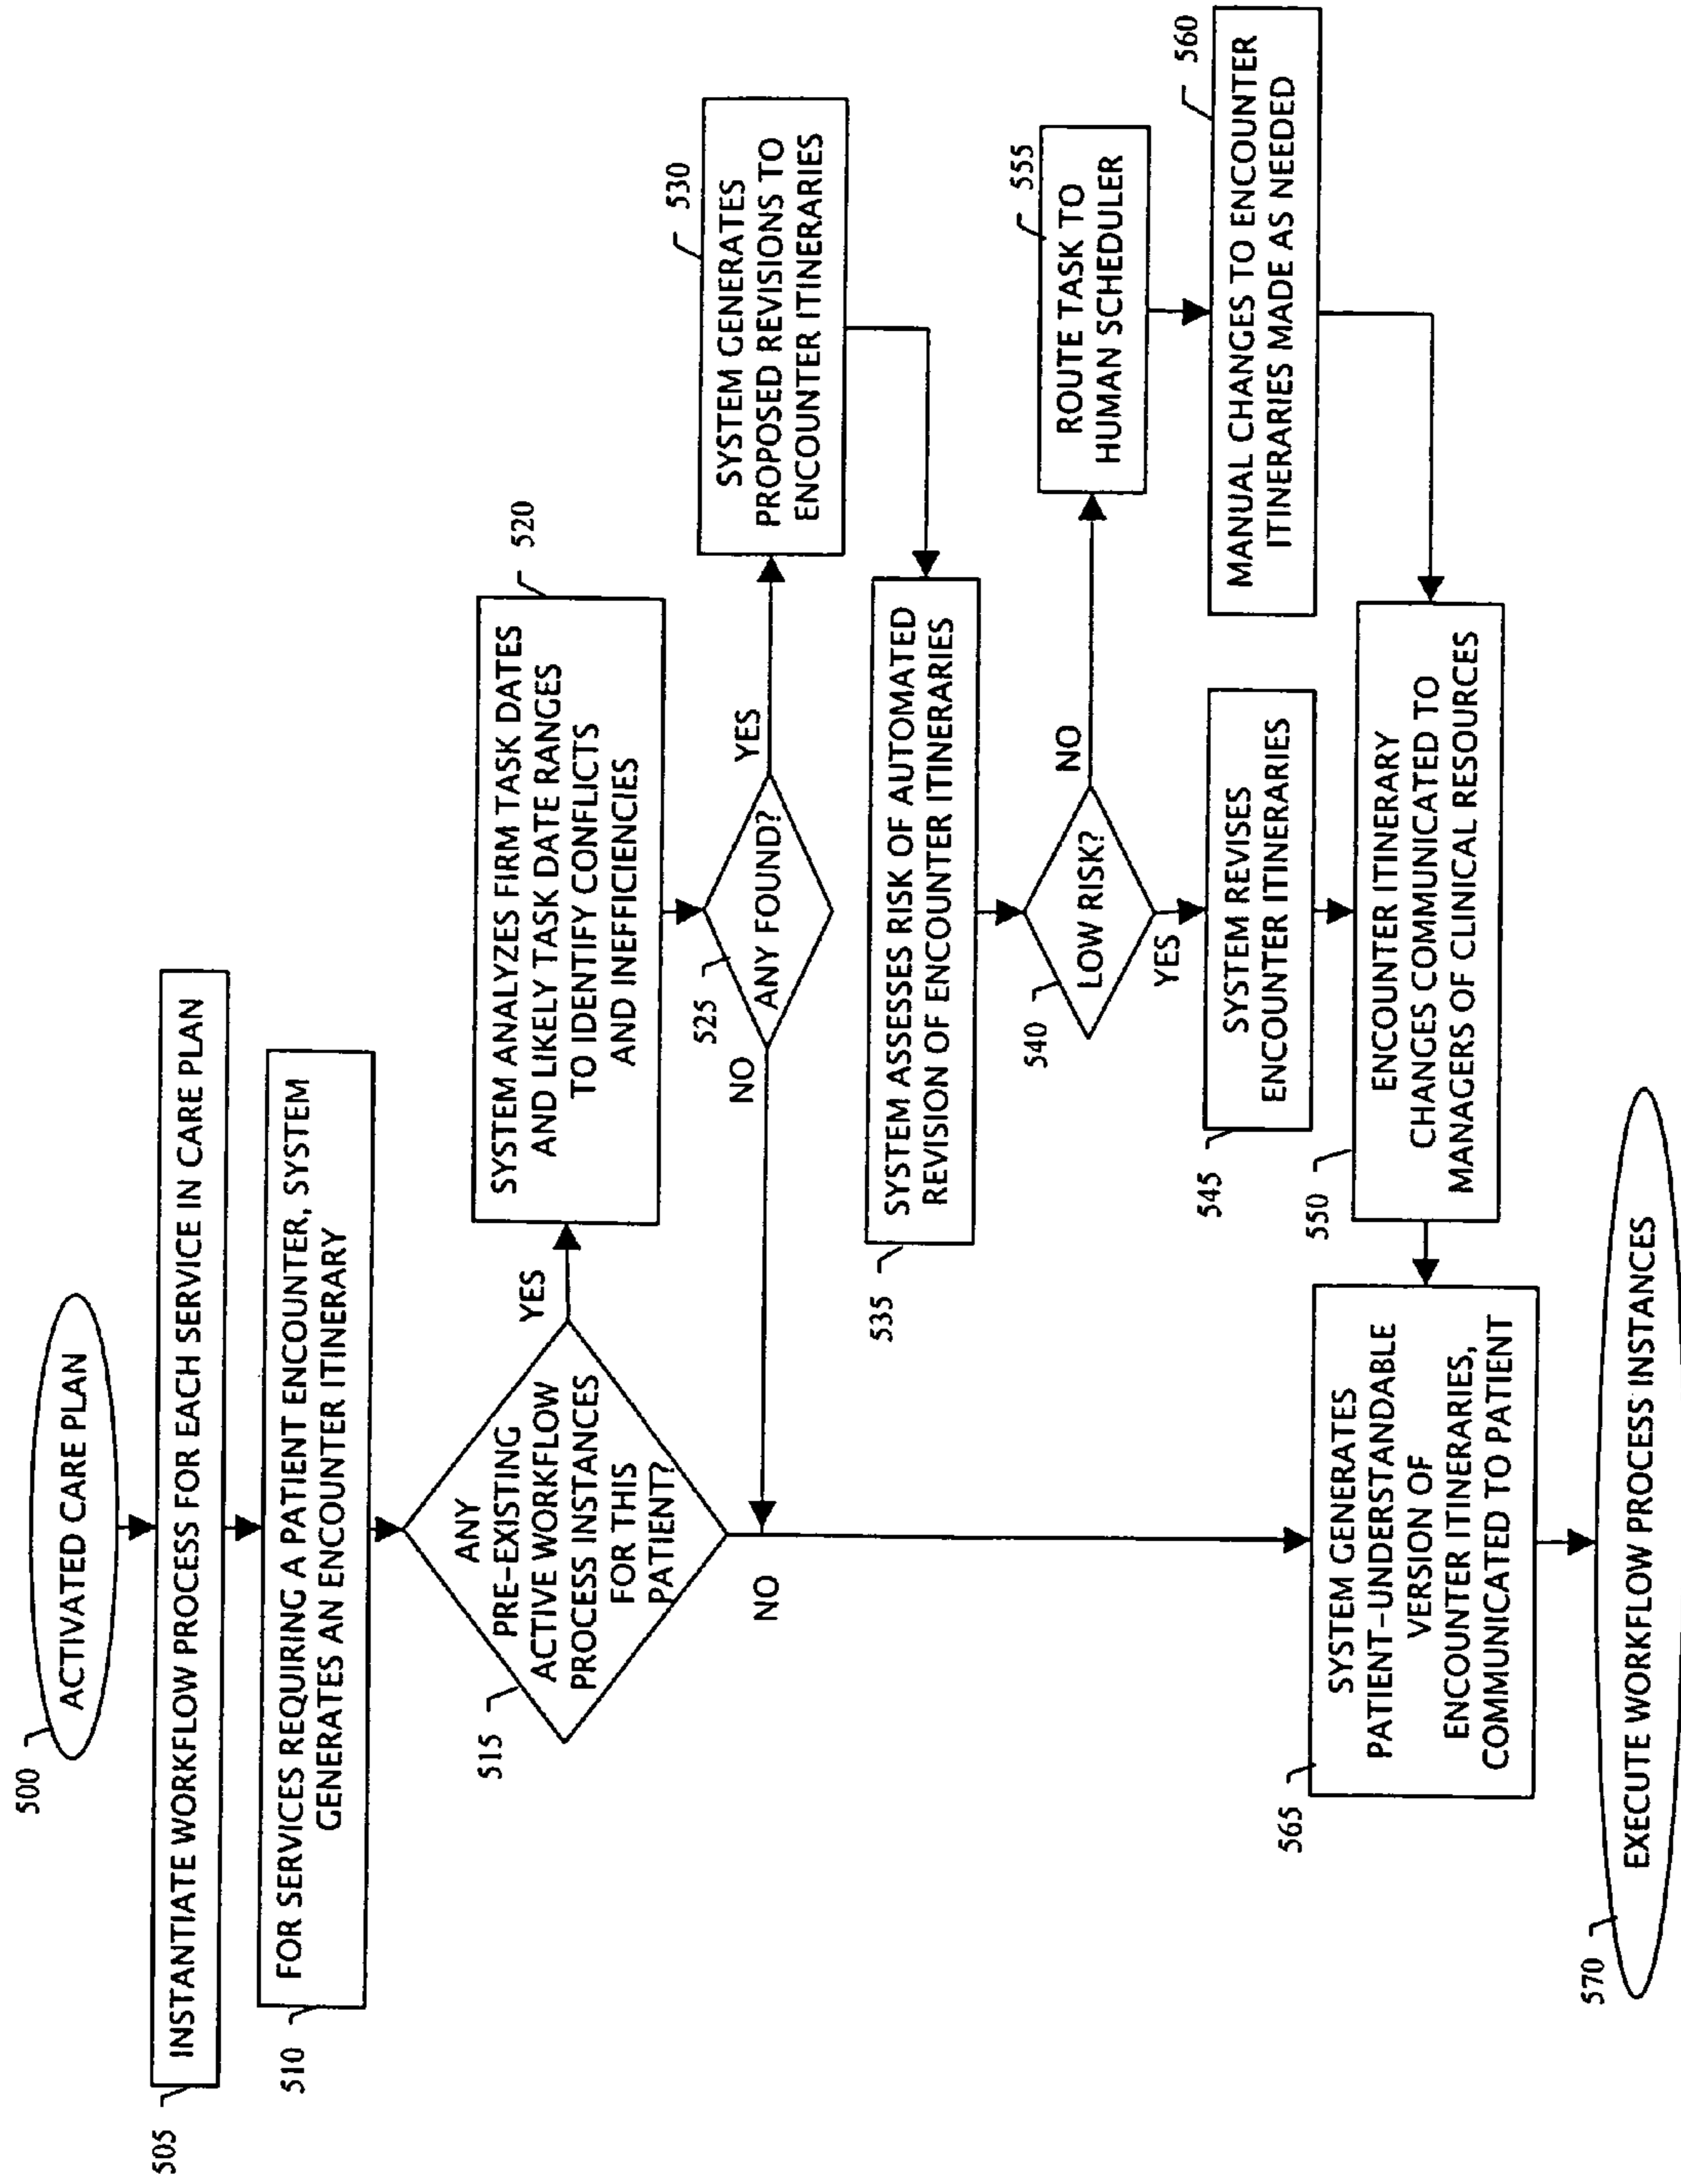 500
ACTIVATED CARE PLAN
505
INSTANTIATE WORKFLOW PROCESS FOR EACH SERVICE IN CARE PLAN
510
FOR SERVICES REQUIRING A PATIENT ENCOUNTER, SYSTEM
GENERATES AN ENCOUNTER ITINERARY
515
ANY
PRE-EXISTING
ACTIVE WORKFLOW
PROCESS INSTANCES
FOR THIS
PATIENT?
YES
NO
520
SYSTEM ANALYZES FIRM TASK DATES
AND LIKELY TASK DATE RANGES
TO IDENTIFY CONFLICTS
AND INEFFICIENCIES
525
ANY FOUND?
NO
YES
530
SYSTEM GENERATES
PROPOSED REVISIONS TO
ENCOUNTER ITINERARIES
535
SYSTEM ASSESSES RISK OF AUTOMATED
REVISION OF ENCOUNTER ITINERARIES
540
LOW RISK?
NO
YES
555
ROUTE TASK TO
HUMAN SCHEDULER
545
SYSTEM REVISES
ENCOUNTER ITINERARIES
560
MANUAL CHANGES TO ENCOUNTER
ITINERARIES MADE AS NEEDED
550
ENCOUNTER ITINERARY
CHANGES COMMUNICATED TO
MANAGERS OF CLINICAL RESOURCES
565
SYSTEM GENERATES
PATIENT-UNDERSTANDABLE
VERSION OF
ENCOUNTER ITINERARIES,
COMMUNICATED TO PATIENT
570
EXECUTE WORKFLOW PROCESS INSTANCES